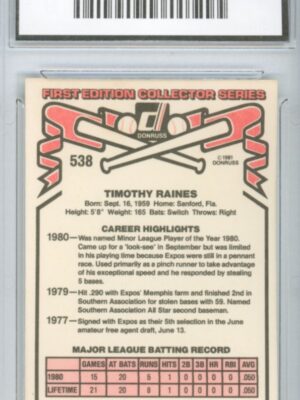 FIRST EDITION COLLECTOR SERIES
d
DONRUSS
538
©1981
DONRUSS
TIMOTHY RAINES
Born: Sept. 16, 1959 Home: Sanford, Fla.
Height: 5'8" Weight: 165 Bats: Switch Throws: Right
CAREER HIGHLIGHTS
1980—Was named Minor League Player of the Year 1980.
Came up for a 'look-see' in September but was limited
in his playing time because Expos were still in a pennant
race. Used primarily as a pinch runner to take advantage
of his exceptional speed and he responded by stealing
5 bases.
1979—Hit .290 with Expos' Memphis farm and finished 2nd in
Southern Association for stolen bases with 59. Named
Southern Association All Star second baseman.
1977—Signed with Expos as their 5th selection in the June
amateur free agent draft, June 13.
MAJOR LEAGUE BATTING RECORD
GAMES AT BATS RUNS HITS 2B 3B HR RBI AVG
1980 15 20 5 1 0 0 0 0 .050
LIFETIME 21 20 8 1 0 0 0 0 .050